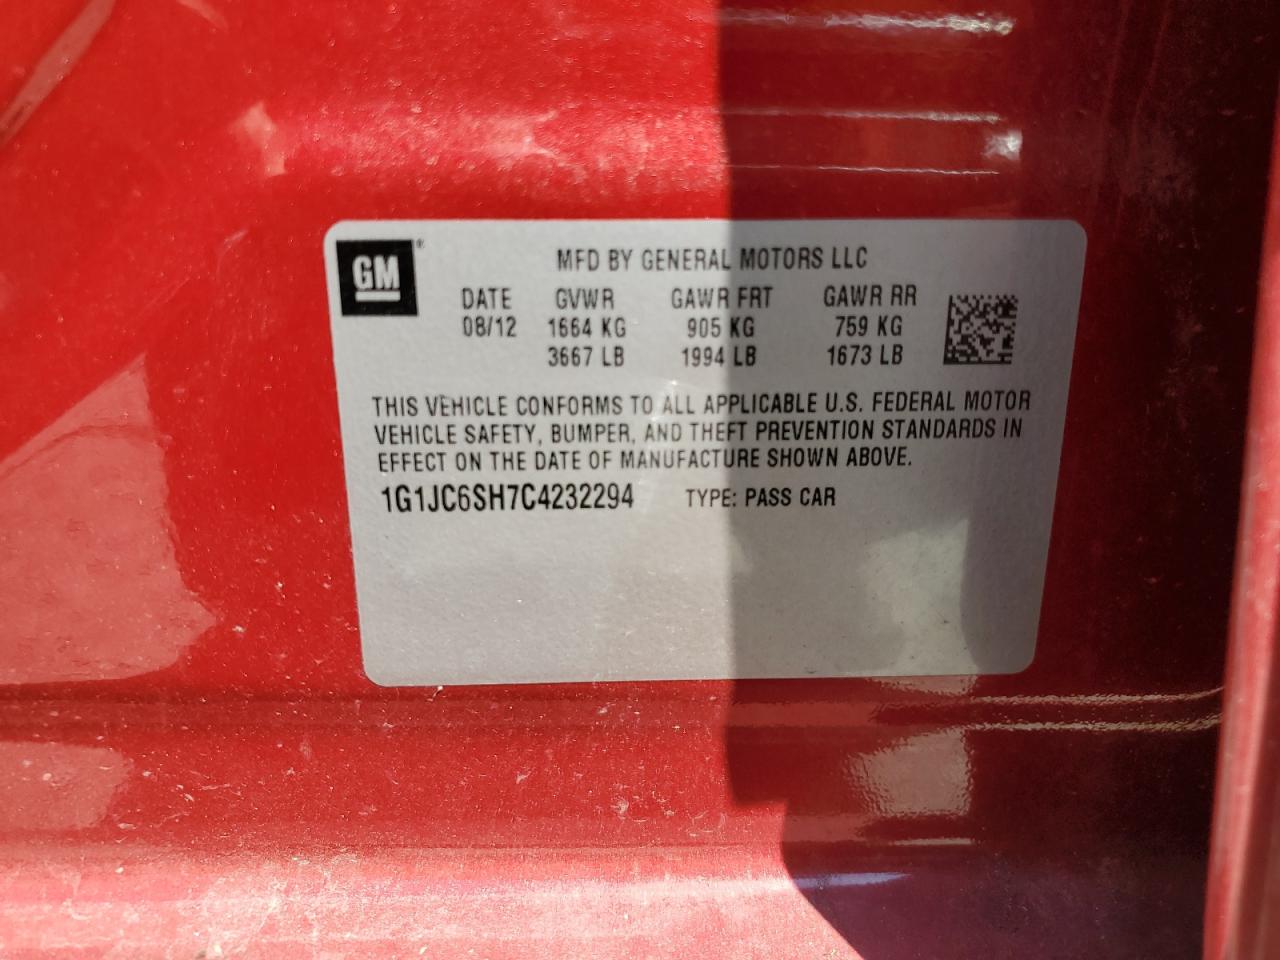 GM®
MFD BY GENERAL MOTORS LLC
DATE GVWR GAWR FRT GAWR RR
08/12 1664 KG 905 KG 759 KG
3667 LB 1994 LB 1673 LB
THIS VEHICLE CONFORMS TO ALL APPLICABLE U.S. FEDERAL MOTOR
VEHICLE SAFETY, BUMPER, AND THEFT PREVENTION STANDARDS IN
EFFECT ON THE DATE OF MANUFACTURE SHOWN ABOVE.
1G1JC6SH7C4232294 TYPE: PASS CAR